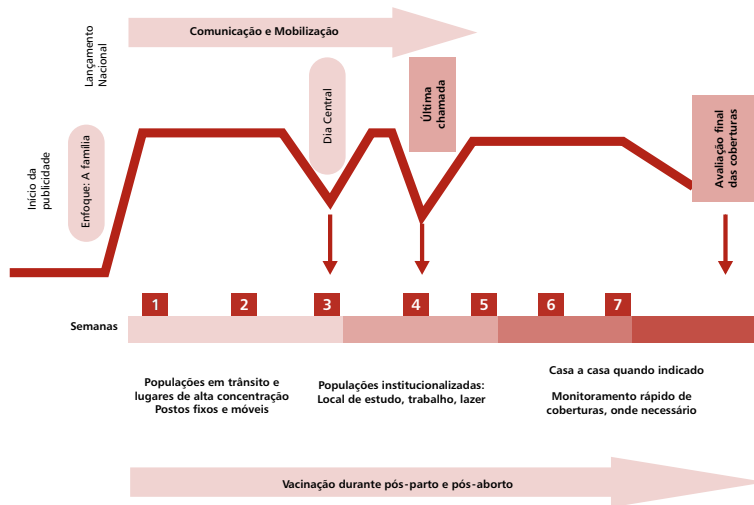 Comunicação e Mobilização
Lançamento
Nacional
Início da
publicidade
Enfoque: A família
Dia Central
Última
chamada
Avaliação final
das coberturas
Semanas
1
2
3
4
5
6
7
Populações em trânsito e
lugares de alta concentração
Postos fixos e móveis
Populações institucionalizadas:
Local de estudo, trabalho, lazer
Casa a casa quando indicado
Monitoramento rápido de
coberturas, onde necessário
Vacinação durante pós-parto e pós-aborto